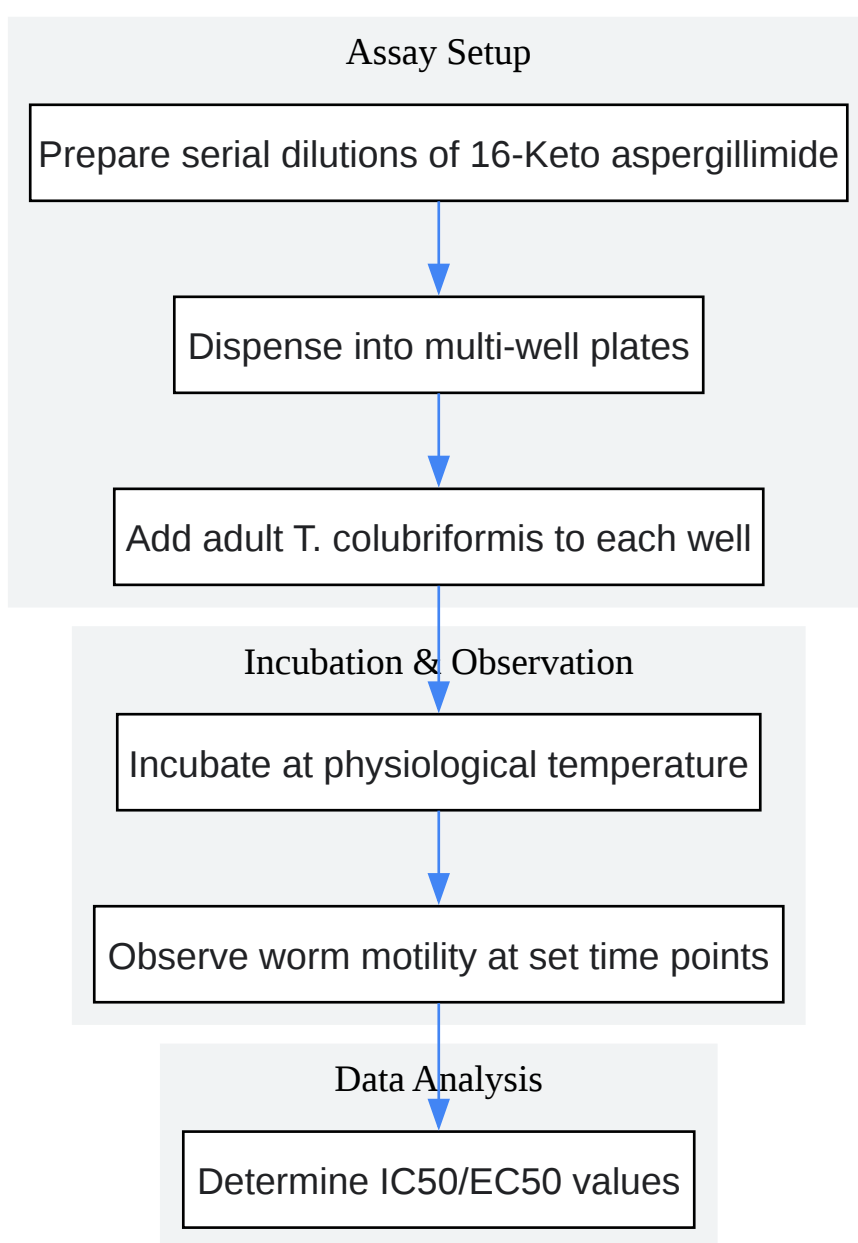 Assay Setup
Prepare serial dilutions of 16-Keto aspergillimide
Dispense into multi-well plates
Add adult T. colubriformis to each well
Incubation & Observation
Incubate at physiological temperature
Observe worm motility at set time points
Data Analysis
Determine IC50/EC50 values